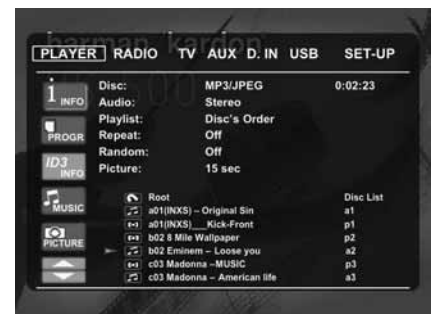 harman kardon
PLAYER RADIO TV AUX D. IN USB SET-UP
i INFO Disc: MP3/JPEG 0:02:23
Audio: Stereo
Playlist: Disc's Order
PROGR Repeat: Off
Random: Off
ID3 INFO Picture: 15 sec
MUSIC Root Disc List
a01(INXS) – Original Sin a1
a01(INXS)___Kick-Front p1
PICTURE b02 8 Mile Wallpaper p2
b02 Eminem – Loose you a2
c03 Madonna –MUSIC p3
c03 Madonna – American life a3